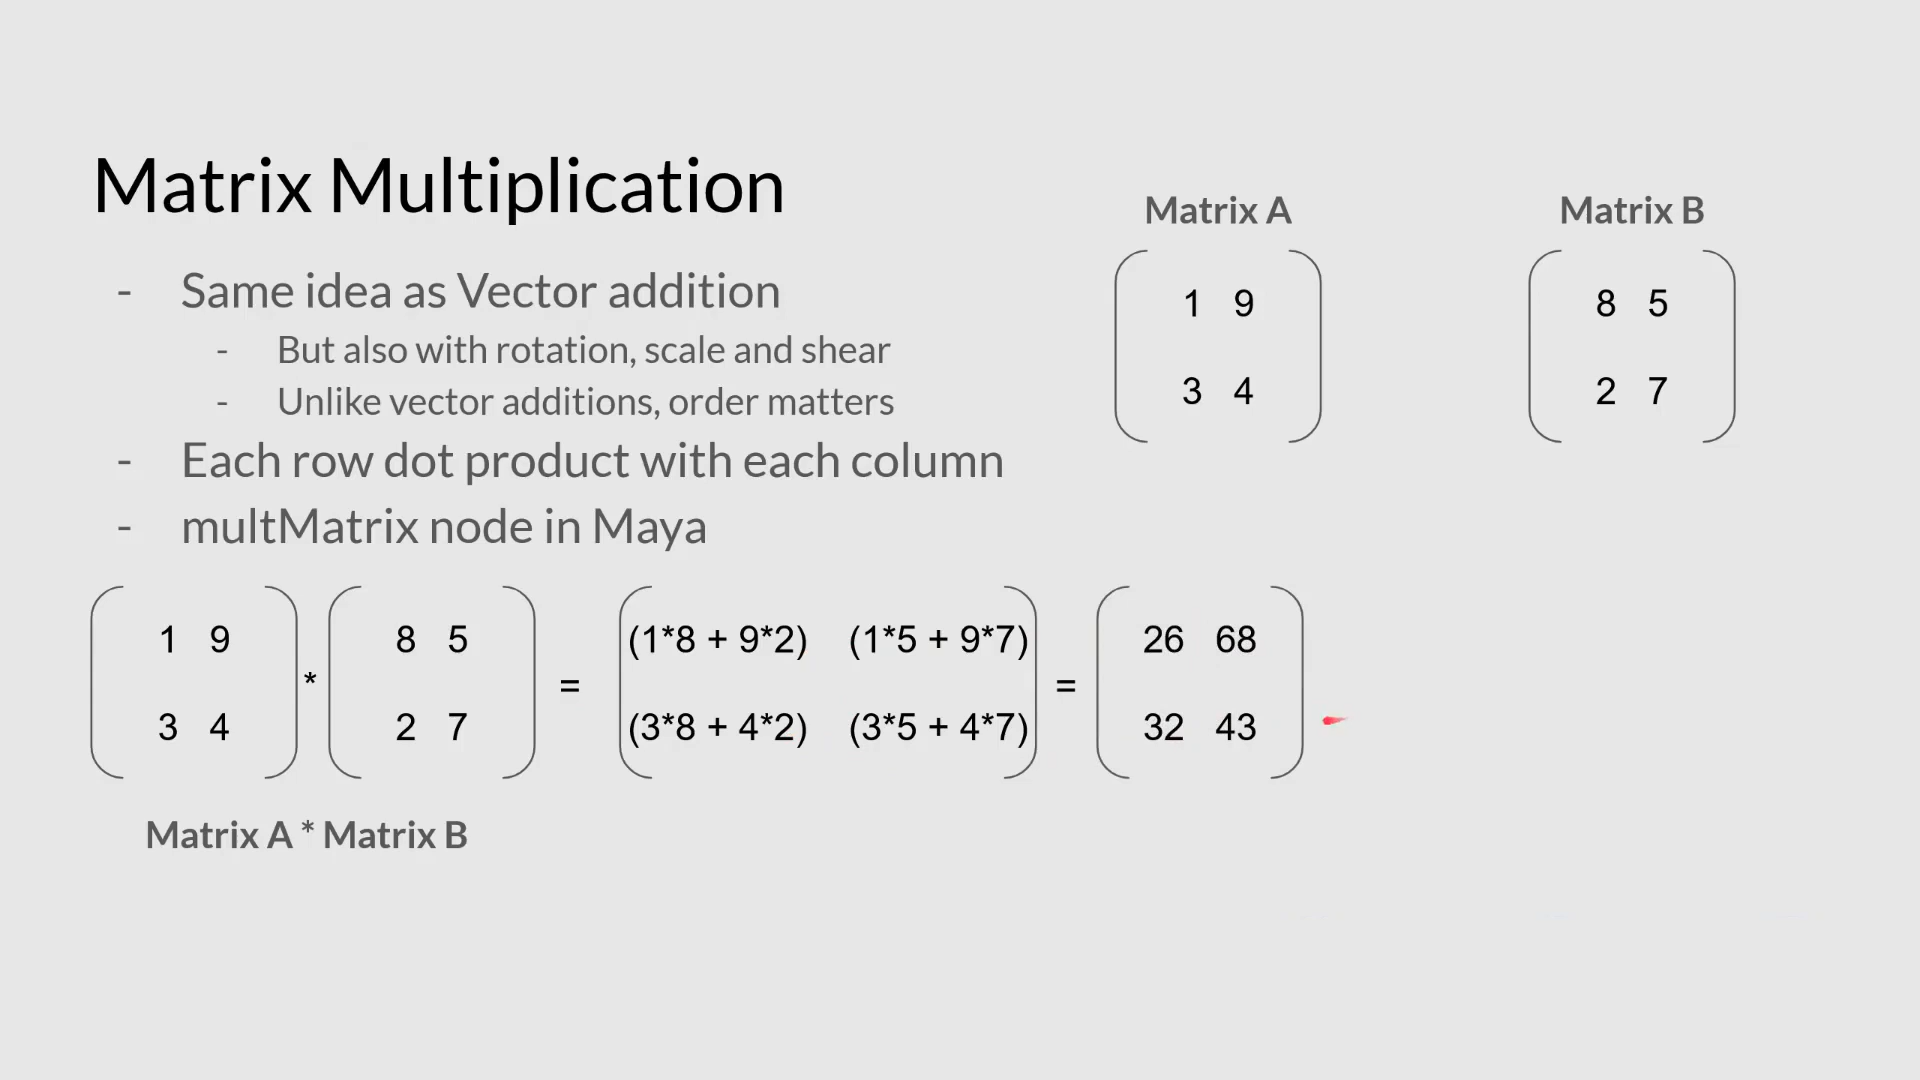 Matrix Multiplication
- Same idea as Vector addition
- But also with rotation, scale and shear
- Unlike vector additions, order matters
- Each row dot product with each column
- multMatrix node in Maya
Matrix A
1 9
3 4
Matrix B
8 5
2 7
1 9 * 8 5 = (1*8 + 9*2) (1*5 + 9*7) = 26 68
3 4 2 7 (3*8 + 4*2) (3*5 + 4*7) 32 43
Matrix A * Matrix B